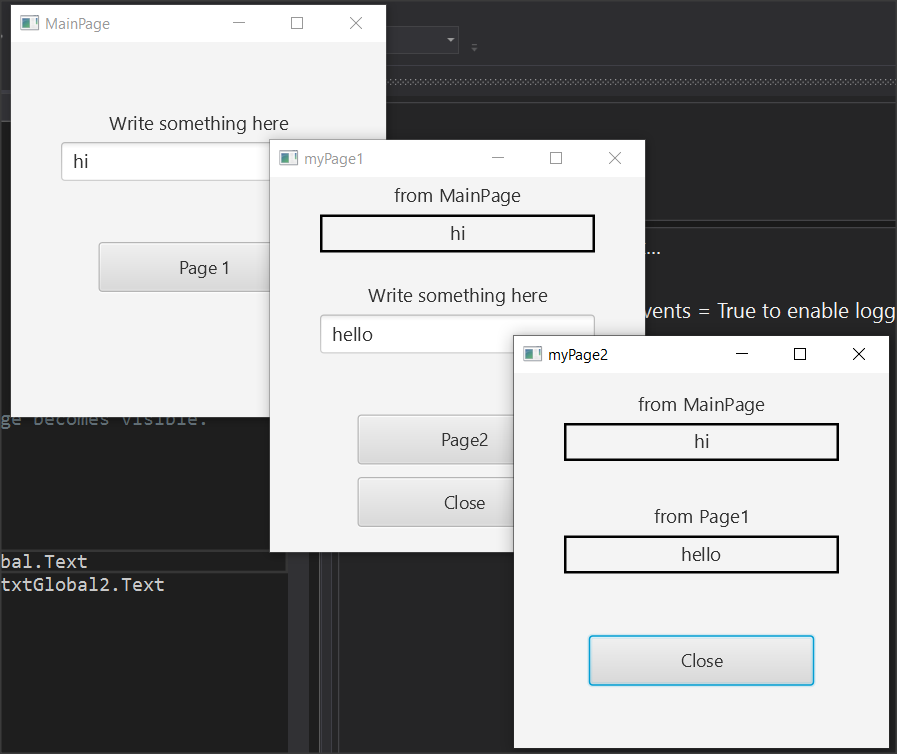 MainPage
Write something here
hi
Page 1
myPage1
from MainPage
hi
Write something here
hello
Page2
Close
...
vents = True to enable logg
myPage2
from MainPage
hi
from Page1
hello
Close
ge becomes visible.
bal.Text
txtGlobal2.Text